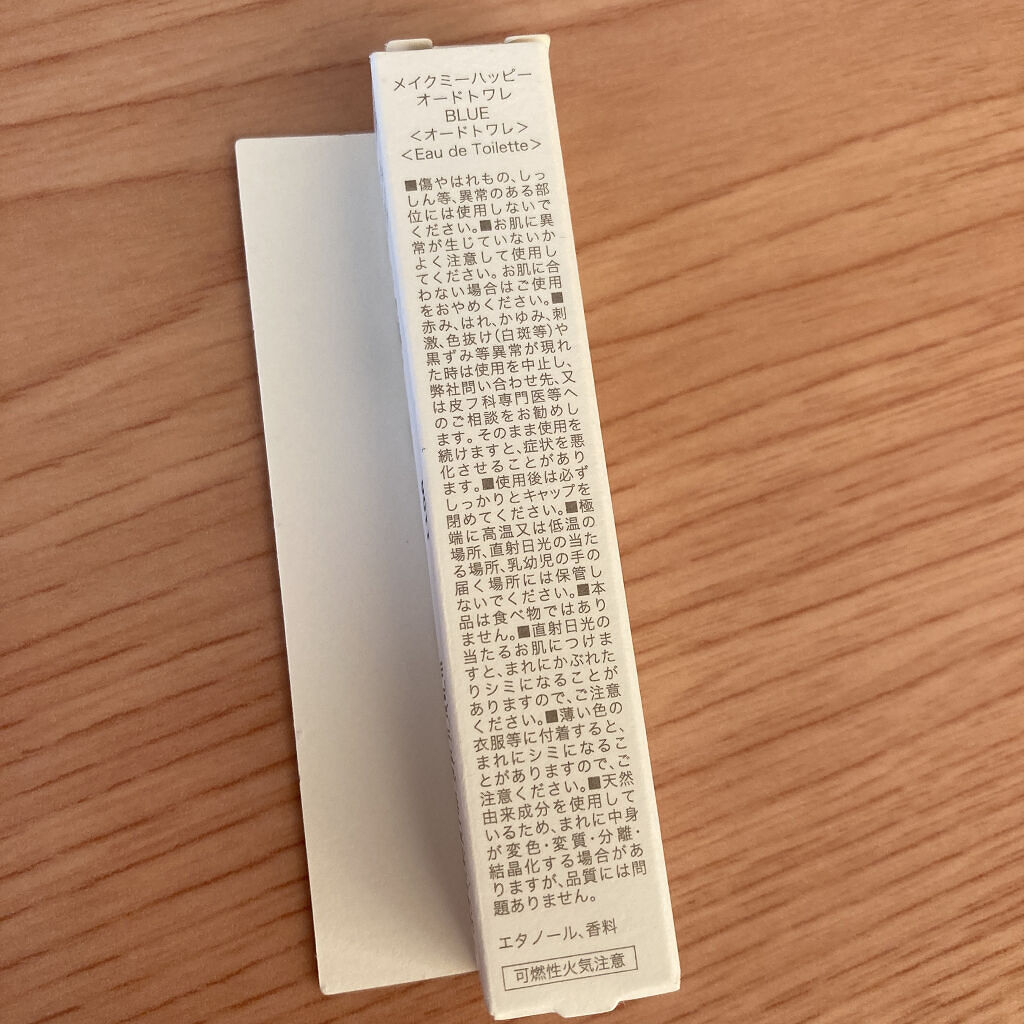 メイクミーハッピー
オードトワレ
BLUE
<オードトワレ>
<Eau de Toilette>
■傷やはれもの、しっ
しん等、異常のある部
位には使用しないで
ください。■お肌に異
常が生じていないか
よく注意して使用し
てください。お肌に合
わない場合はご使用
をおやめください。■
赤み、はれ、かゆみ、刺
激、色抜け(白斑等)や
黒ずみ等異常が現れ
た時は使用を中止し、
弊社問い合わせ先、又
は皮フ科専門医等へ
のご相談をお勧めし
ます。そのまま使用を
続けますと、症状を悪
化させることがあり
ます。■使用後は必ず
しっかりとキャップを
閉めてください。■極
端に高温又は低温の
場所、直射日光の当た
る場所、乳幼児の手の
届く場所には保管し
ないでください。■本
品は食べ物ではあり
ません。■直射日光の
当たるお肌につけま
すと、まれにかぶれた
りシミになることが
ありますので、ご注意
ください。■薄い色の
衣服等に付着すると、
まれにシミになるこ
とがありますので、ご
注意ください。■天然
由来成分を使用して
いるため、まれに中身
が変色・変質・分離・
結晶化する場合があ
りますが、品質には問
題ありません。
エタノール、香料
可燃性火気注意